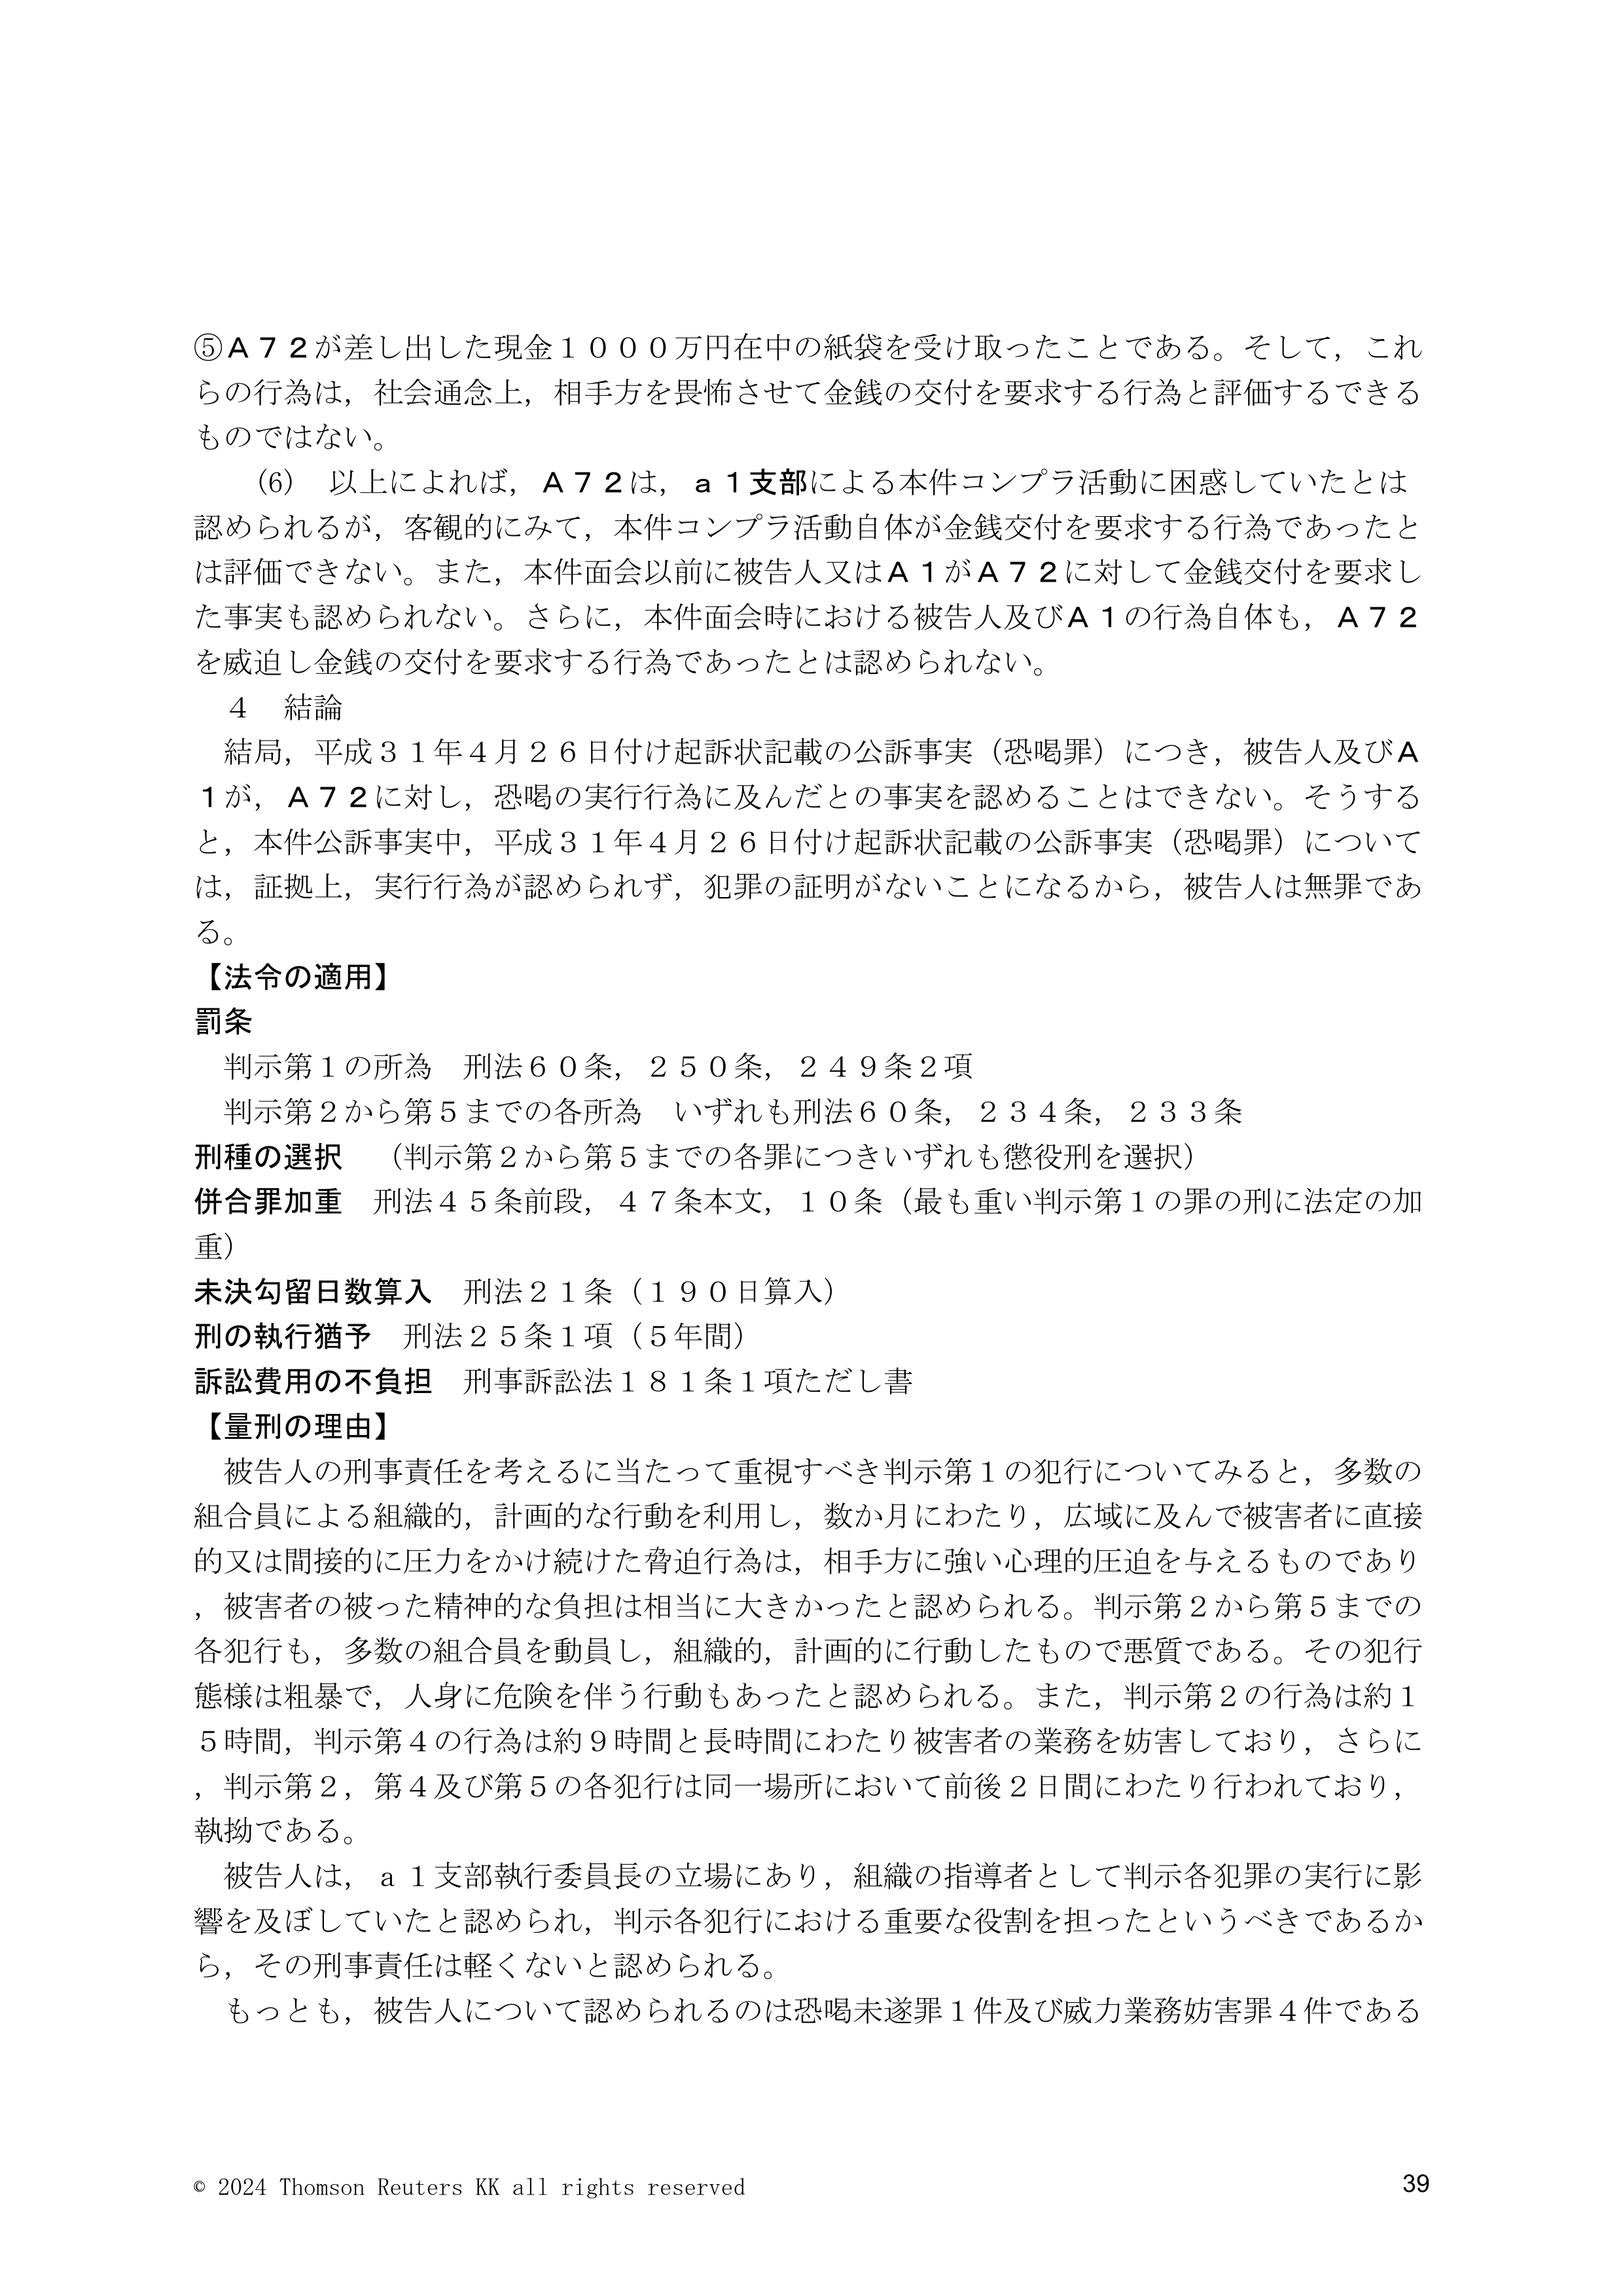 ⑤Ａ７２が差し出した現金１０００万円在中の紙袋を受け取ったことである。そして，これ
らの行為は，社会通念上，相手方を畏怖させて金銭の交付を要求する行為と評価するできる
ものではない。
（6）　以上によれば，Ａ７２は，ａ１支部による本件コンプラ活動に困惑していたとは
認められるが，客観的にみて，本件コンプラ活動自体が金銭交付を要求する行為であったと
は評価できない。また，本件面会以前に被告人又はＡ１がＡ７２に対して金銭交付を要求し
た事実も認められない。さらに，本件面会時における被告人及びＡ１の行為自体も，Ａ７２
を威迫し金銭の交付を要求する行為であったとは認められない。
４　結論
結局，平成３１年４月２６日付け起訴状記載の公訴事実（恐喝罪）につき，被告人及びＡ
１が，Ａ７２に対し，恐喝の実行行為に及んだとの事実を認めることはできない。そうする
と，本件公訴事実中，平成３１年４月２６日付け起訴状記載の公訴事実（恐喝罪）について
は，証拠上，実行行為が認められず，犯罪の証明がないことになるから，被告人は無罪であ
る。
【法令の適用】
罰条
判示第１の所為　刑法６０条，２５０条，２４９条２項
判示第２から第５までの各所為　いずれも刑法６０条，２３４条，２３３条
刑種の選択　（判示第２から第５までの各罪につきいずれも懲役刑を選択）
併合罪加重　刑法４５条前段，４７条本文，１０条（最も重い判示第１の罪の刑に法定の加
重）
未決勾留日数算入　刑法２１条（１９０日算入）
刑の執行猶予　刑法２５条１項（５年間）
訴訟費用の不負担　刑事訴訟法１８１条１項ただし書
【量刑の理由】
被告人の刑事責任を考えるに当たって重視すべき判示第１の犯行についてみると，多数の
組合員による組織的，計画的な行動を利用し，数か月にわたり，広域に及んで被害者に直接
的又は間接的に圧力をかけ続けた脅迫行為は，相手方に強い心理的圧迫を与えるものであり
，被害者の被った精神的な負担は相当に大きかったと認められる。判示第２から第５までの
各犯行も，多数の組合員を動員し，組織的，計画的に行動したもので悪質である。その犯行
態様は粗暴で，人身に危険を伴う行動もあったと認められる。また，判示第２の行為は約１
５時間，判示第４の行為は約９時間と長時間にわたり被害者の業務を妨害しており，さらに
，判示第２，第４及び第５の各犯行は同一場所において前後２日間にわたり行われており，
執拗である。
被告人は，ａ１支部執行委員長の立場にあり，組織の指導者として判示各犯罪の実行に影
響を及ぼしていたと認められ，判示各犯行における重要な役割を担ったというべきであるか
ら，その刑事責任は軽くないと認められる。
もっとも，被告人について認められるのは恐喝未遂罪１件及び威力業務妨害罪４件である
© 2024 Thomson Reuters KK all rights reserved
39